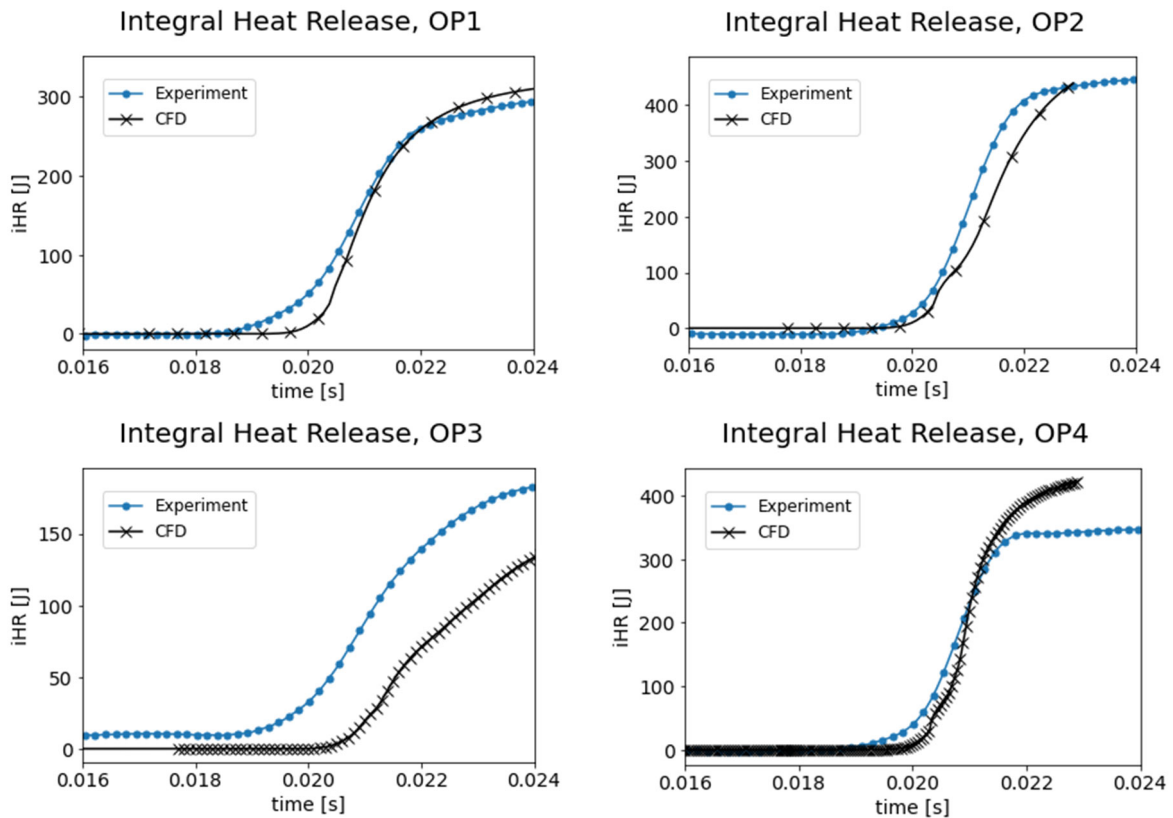 Integral Heat Release, OP1
300
200
100
0
iHR [J]
Experiment
CFD
0.016
0.018
0.020
0.022
0.024
time [s]
Integral Heat Release, OP2
400
300
200
100
0
iHR [J]
Experiment
CFD
0.016
0.018
0.020
0.022
0.024
time [s]
Integral Heat Release, OP3
150
100
50
0
iHR [J]
Experiment
CFD
0.016
0.018
0.020
0.022
0.024
time [s]
Integral Heat Release, OP4
400
300
200
100
0
iHR [J]
Experiment
CFD
0.016
0.018
0.020
0.022
0.024
time [s]